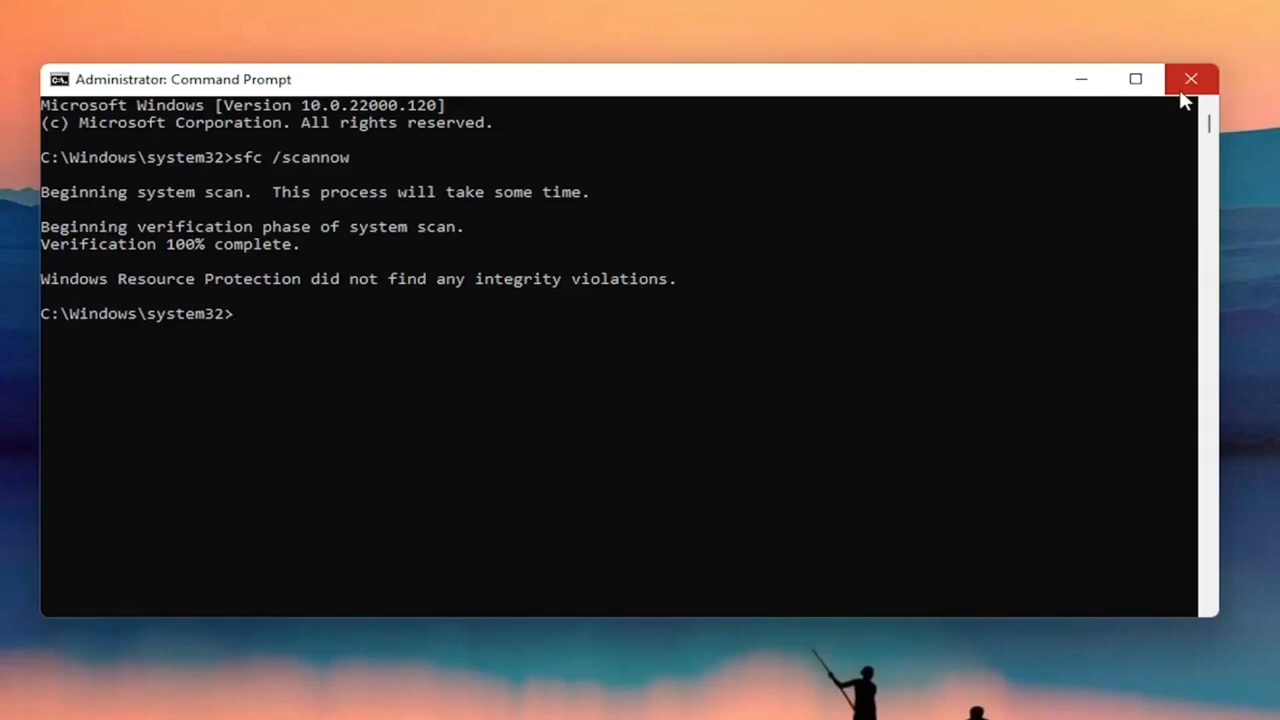 Administrator: Command Prompt
Microsoft Windows [Version 10.0.22000.120]
(c) Microsoft Corporation. All rights reserved.
C:\Windows\system32>sfc /scannow
Beginning system scan.  This process will take some time.
Beginning verification phase of system scan.
Verification 100% complete.
Windows Resource Protection did not find any integrity violations.
C:\Windows\system32>